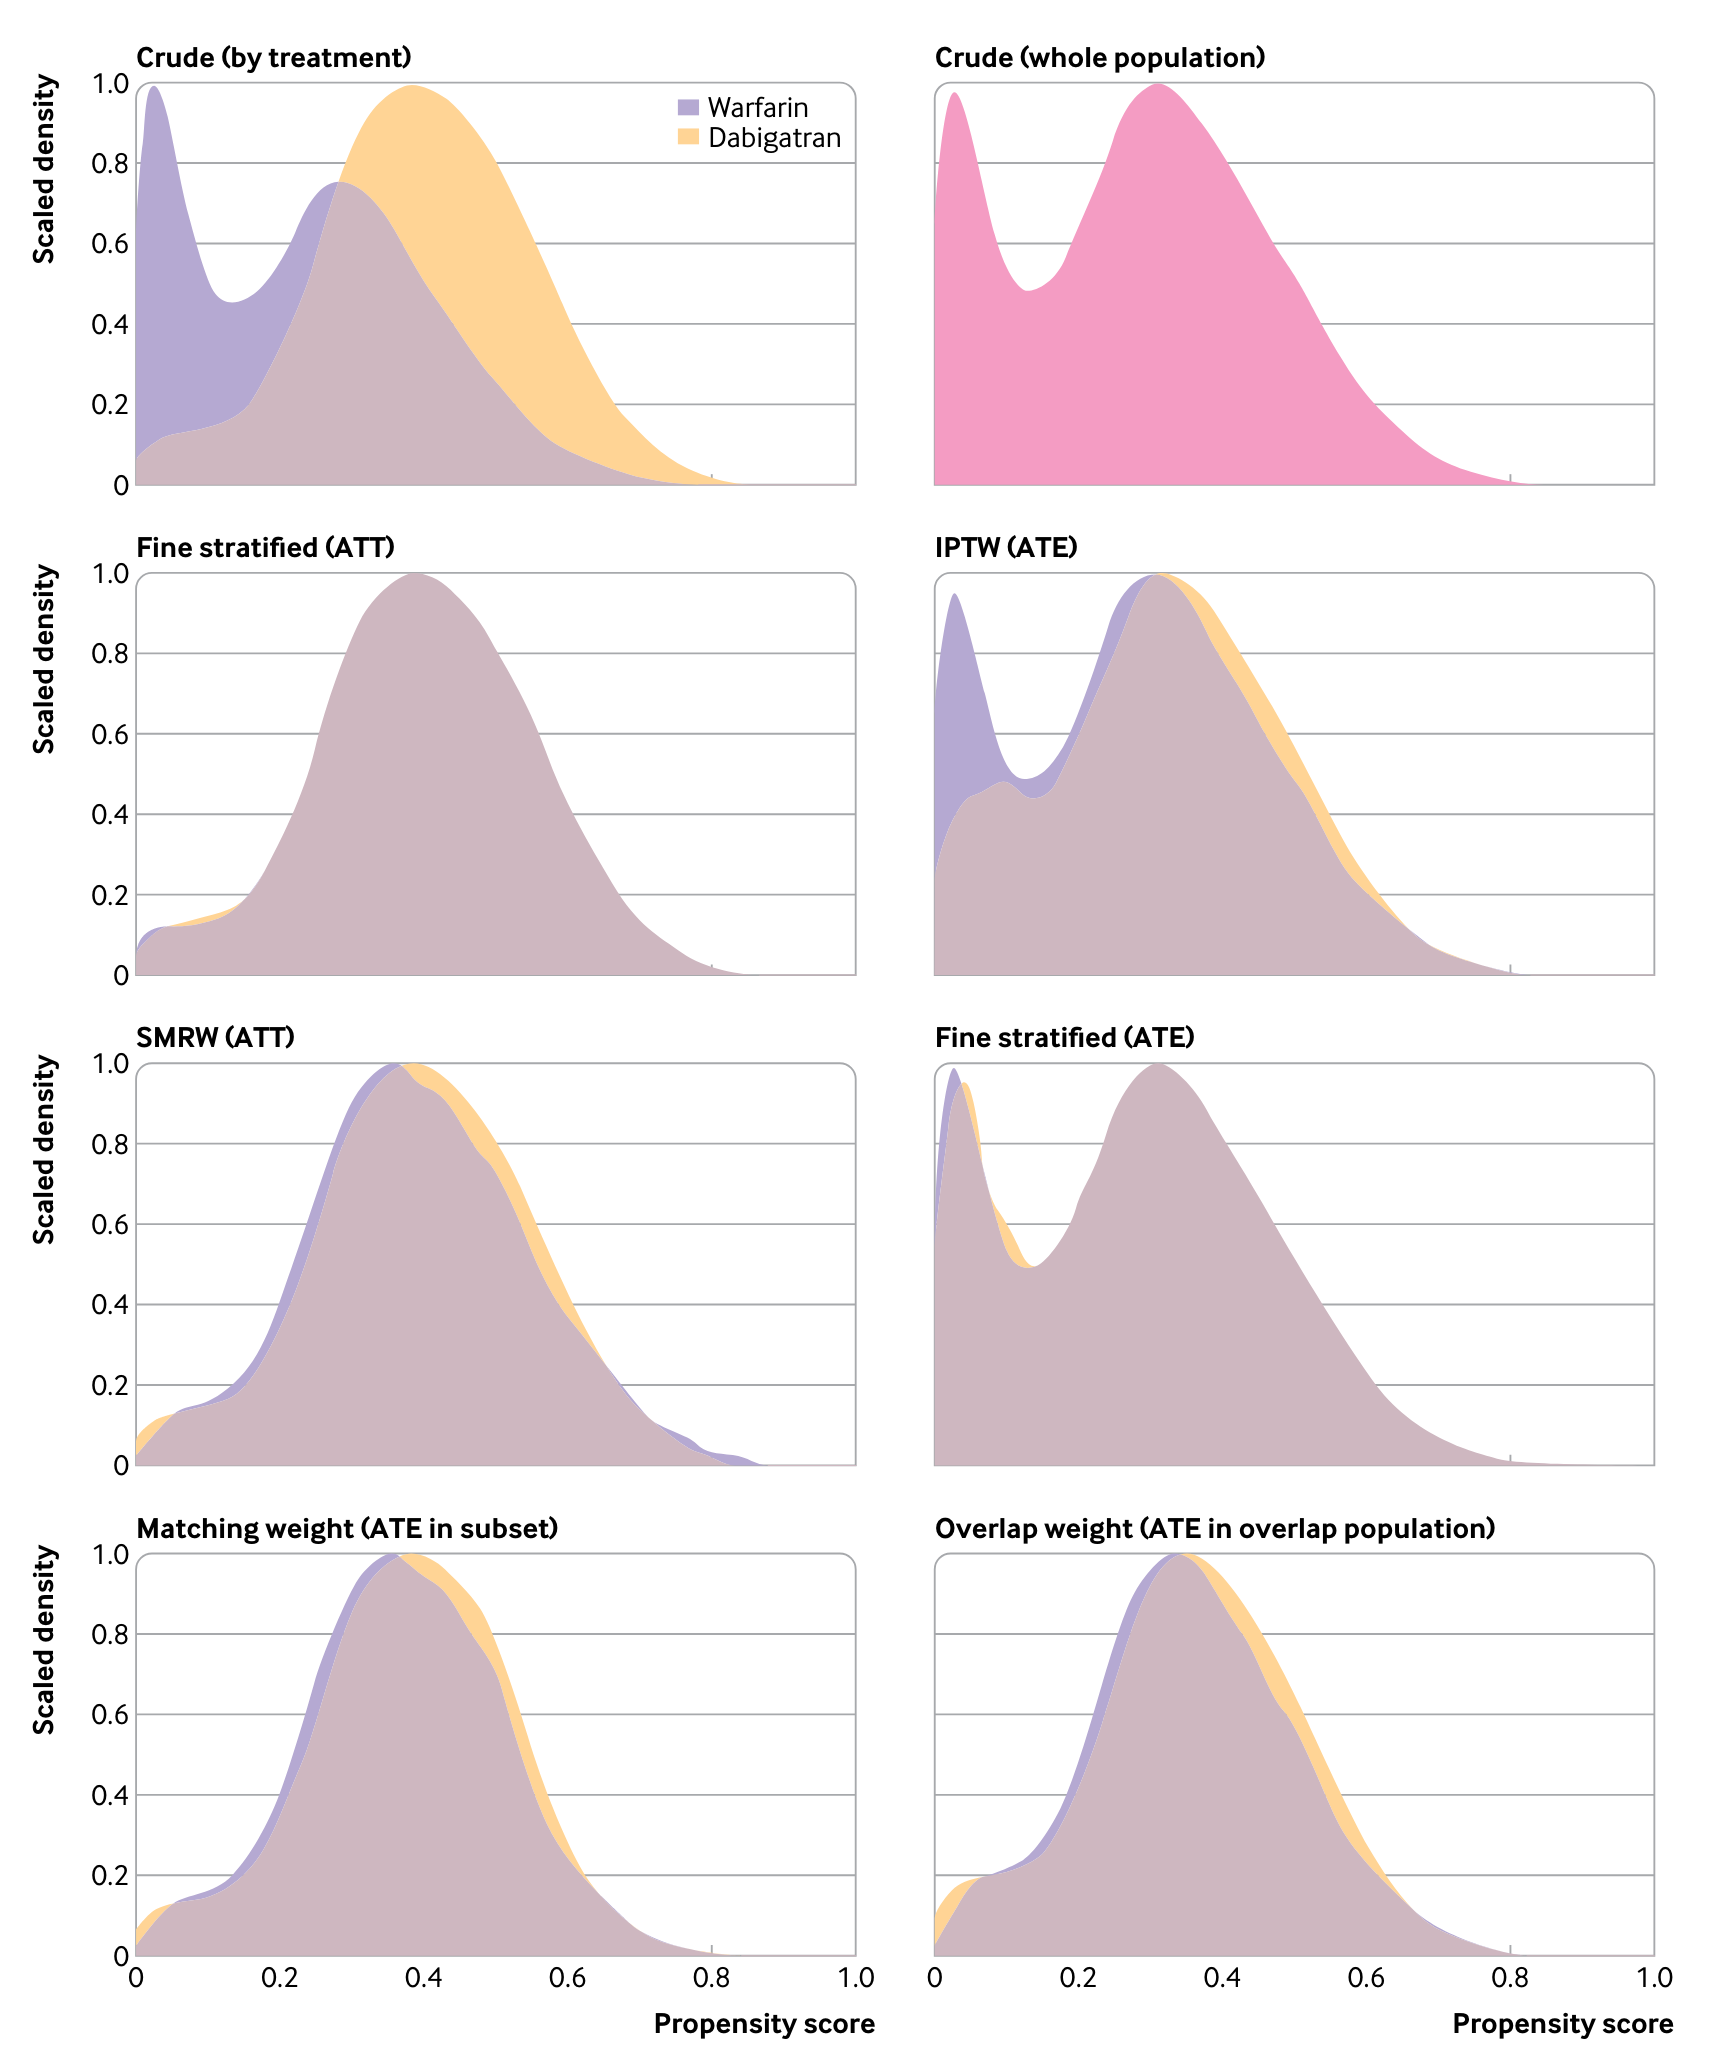 Crude (by treatment)
Scaled density
1.0
0.8
0.6
0.4
0.2
0
Warfarin
Dabigatran
Crude (whole population)
Fine stratified (ATT)
Scaled density
1.0
0.8
0.6
0.4
0.2
0
IPTW (ATE)
SMRW (ATT)
Scaled density
1.0
0.8
0.6
0.4
0.2
0
Fine stratified (ATE)
Matching weight (ATE in subset)
Scaled density
1.0
0.8
0.6
0.4
0.2
0
0 0.2 0.4 0.6 0.8 1.0
Propensity score
Overlap weight (ATE in overlap population)
0 0.2 0.4 0.6 0.8 1.0
Propensity score